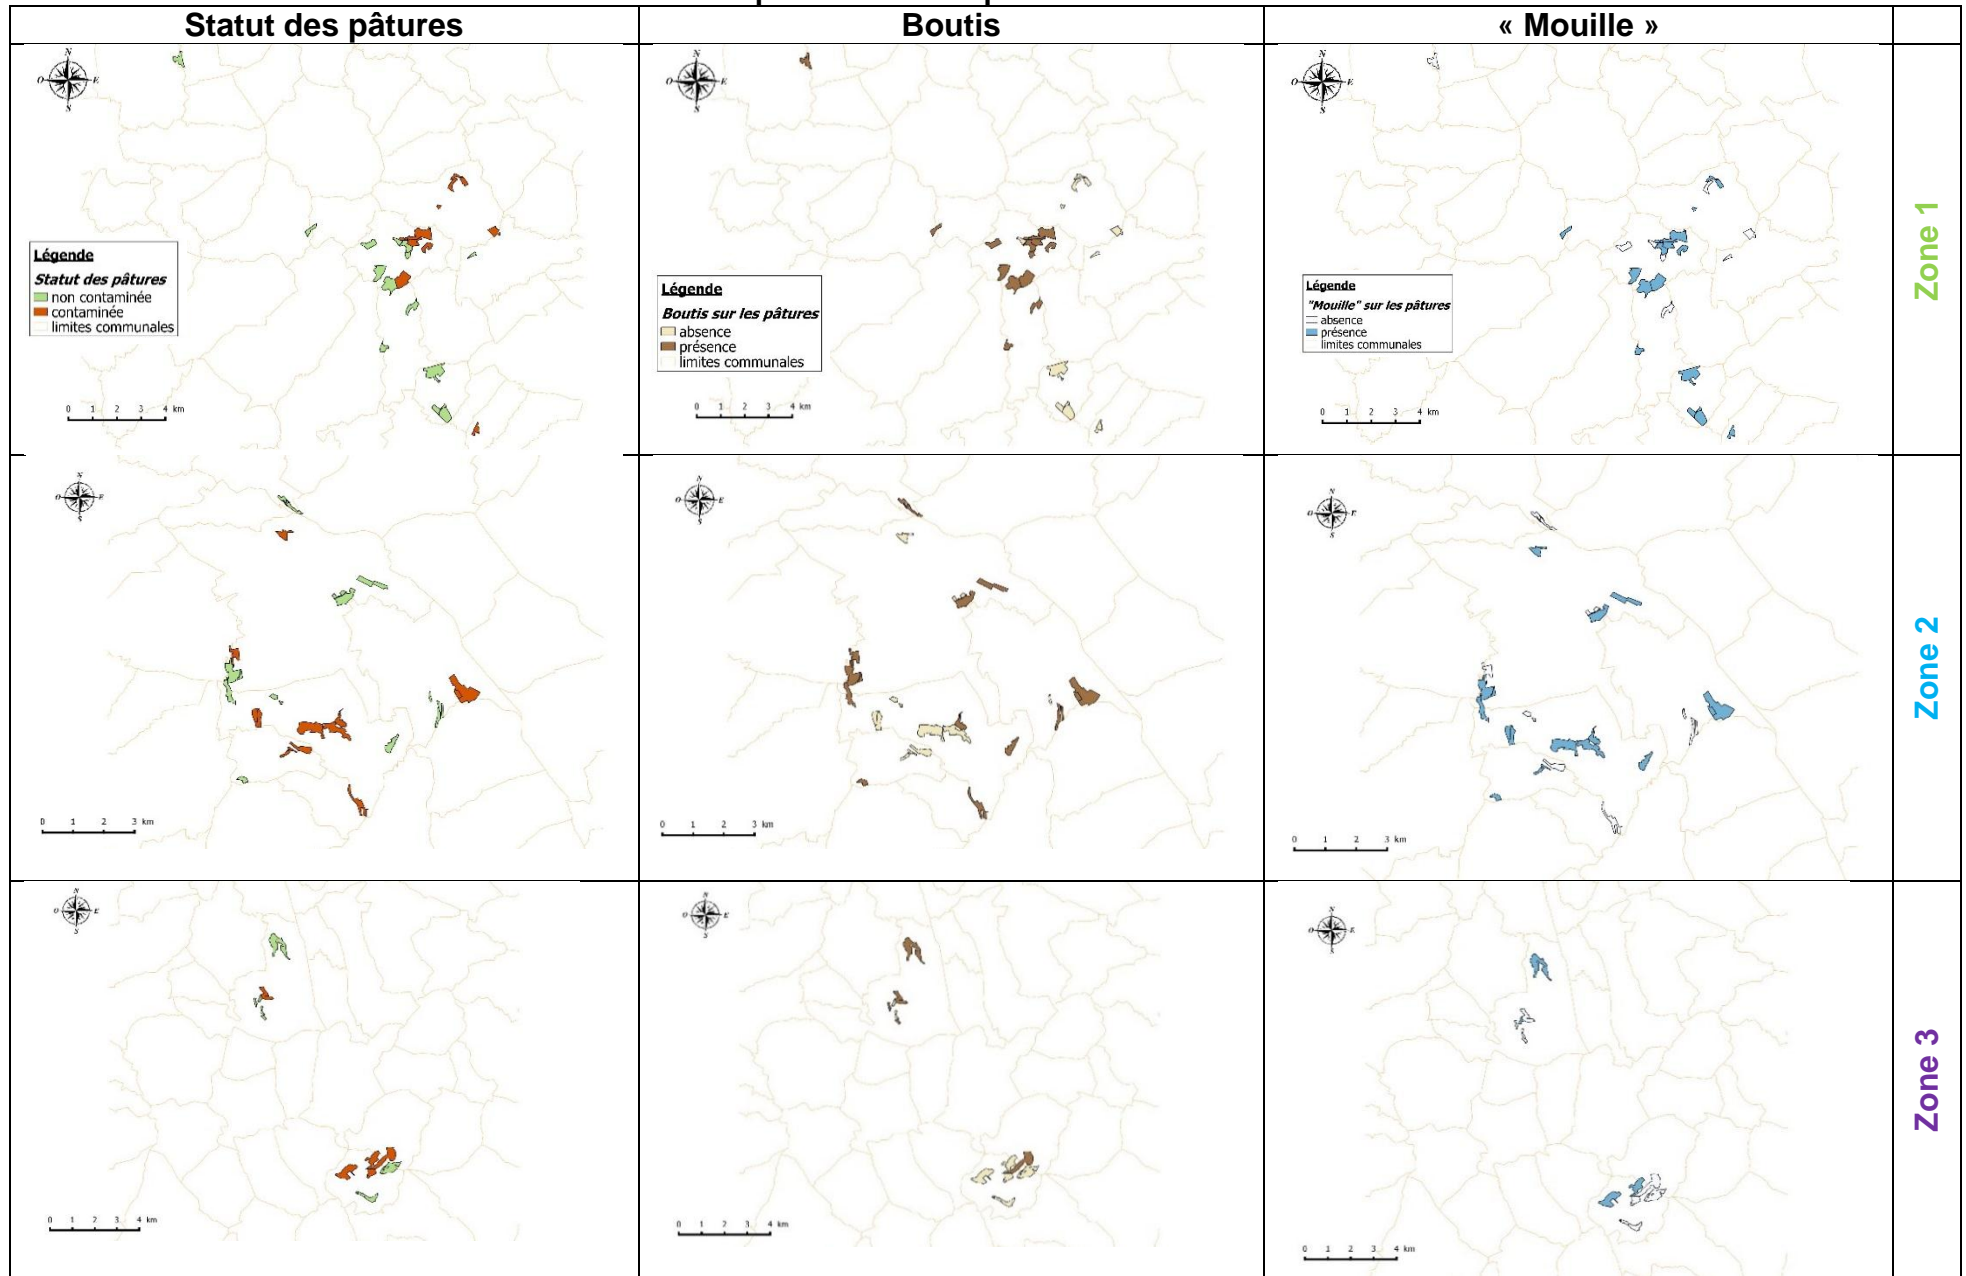 Statut des pâtures
Boutis
« Mouille »
N
O E
S
Légende
Statut des pâtures
non contaminée
contaminée
limites communales
0 1 2 3 4 km
N
O E
S
Légende
Boutis sur les pâtures
absence
présence
limites communales
0 1 2 3 4 km
N
O E
S
Légende
"Mouille" sur les pâtures
absence
présence
limites communales
0 1 2 3 4 km
Zone 1
N
O E
S
0 1 2 3 km
N
O E
S
0 1 2 3 km
N
O E
S
0 1 2 3 km
Zone 2
N
O E
S
0 1 2 3 4 km
N
O E
S
0 1 2 3 4 km
N
O E
S
0 1 2 3 4 km
Zone 3